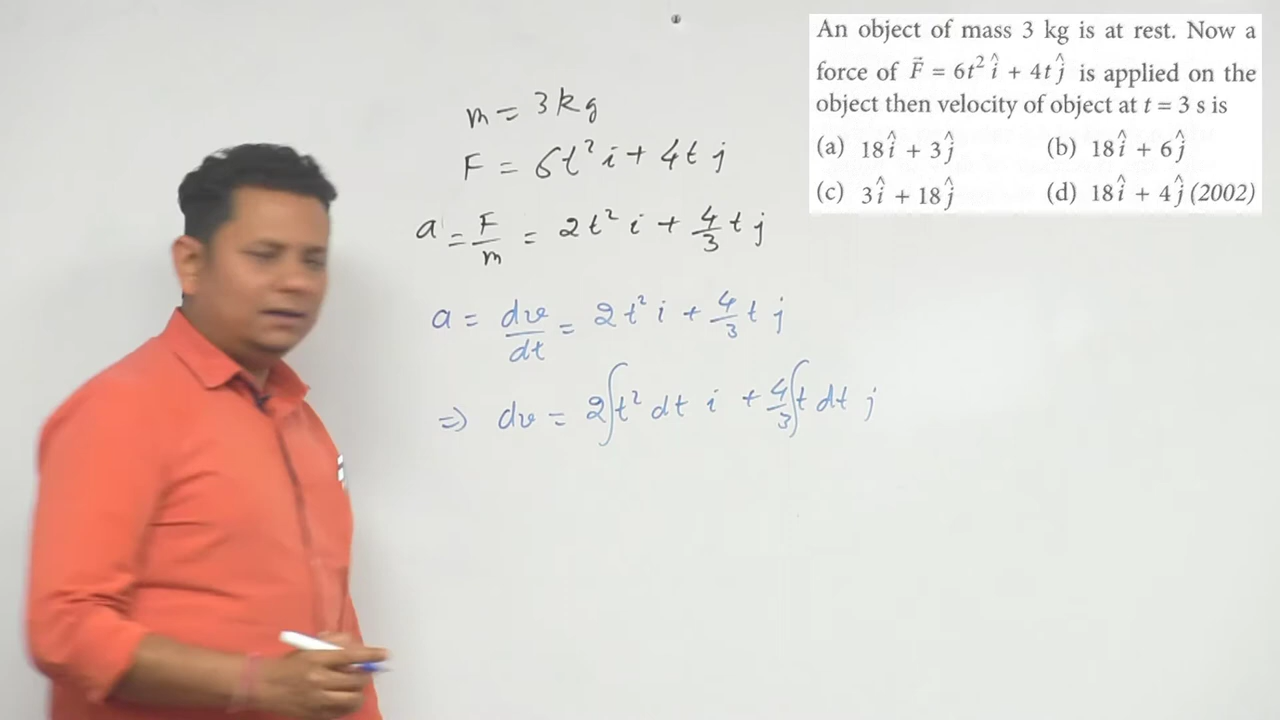 An object of mass 3 kg is at rest. Now a
force of F⃗ = 6t² î + 4t ĵ is applied on the
object then velocity of object at t = 3 s is
(a) 18î + 3ĵ (b) 18î + 6ĵ
(c) 3î + 18ĵ (d) 18î + 4ĵ (2002)
m = 3 kg
F = 6t² i + 4t j
a = F/m = 2t² i + 4/3 t j
a = dv/dt = 2t² i + 4/3 t j
⇒ dv = 2∫t² dt i + 4/3 ∫t dt j